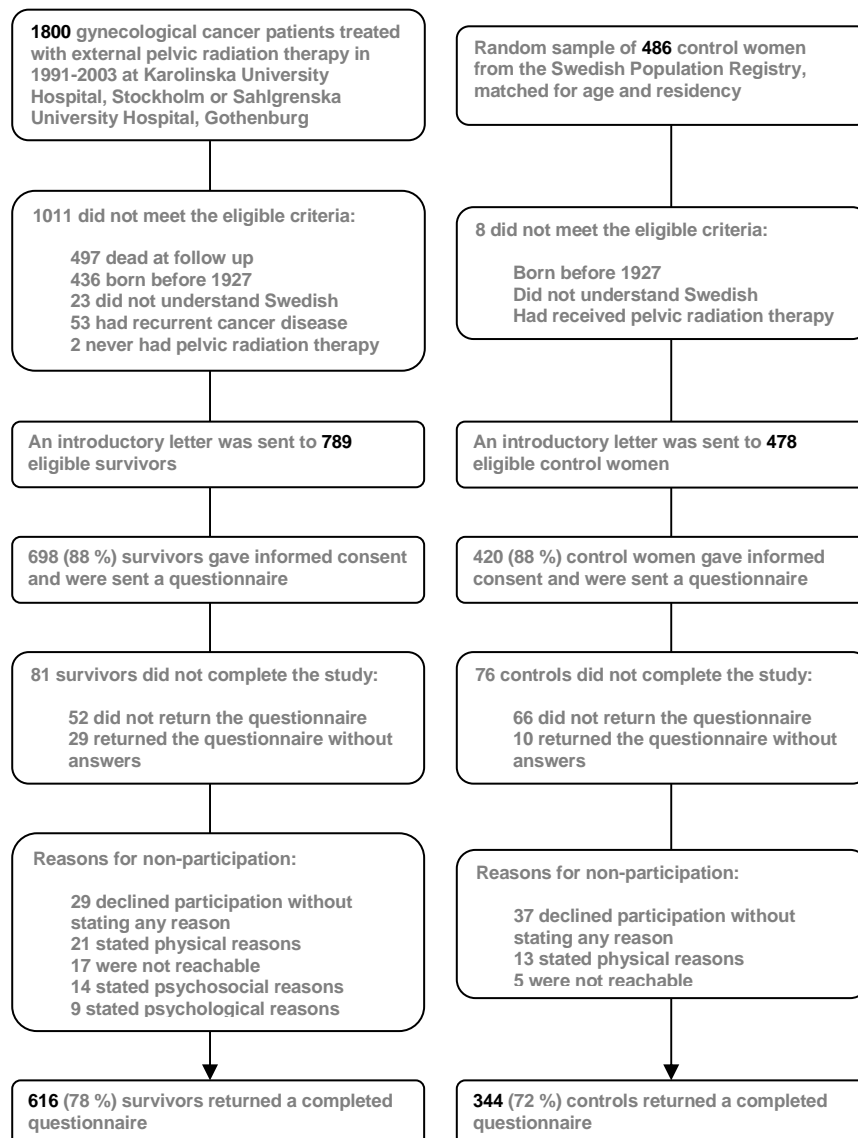 1800 gynecological cancer patients treated
with external pelvic radiation therapy in
1991-2003 at Karolinska University
Hospital, Stockholm or Sahlgrenska
University Hospital, Gothenburg
1011 did not meet the eligible criteria:
497 dead at follow up
436 born before 1927
23 did not understand Swedish
53 had recurrent cancer disease
2 never had pelvic radiation therapy
An introductory letter was sent to 789
eligible survivors
698 (88 %) survivors gave informed consent
and were sent a questionnaire
81 survivors did not complete the study:
52 did not return the questionnaire
29 returned the questionnaire without
answers
Reasons for non-participation:
29 declined participation without
stating any reason
21 stated physical reasons
17 were not reachable
14 stated psychosocial reasons
9 stated psychological reasons
616 (78 %) survivors returned a completed
questionnaire
Random sample of 486 control women
from the Swedish Population Registry,
matched for age and residency
8 did not meet the eligible criteria:
Born before 1927
Did not understand Swedish
Had received pelvic radiation therapy
An introductory letter was sent to 478
eligible control women
420 (88 %) control women gave informed
consent and were sent a questionnaire
76 controls did not complete the study:
66 did not return the questionnaire
10 returned the questionnaire without
answers
Reasons for non-participation:
37 declined participation without
stating any reason
13 stated physical reasons
5 were not reachable
344 (72 %) controls returned a completed
questionnaire